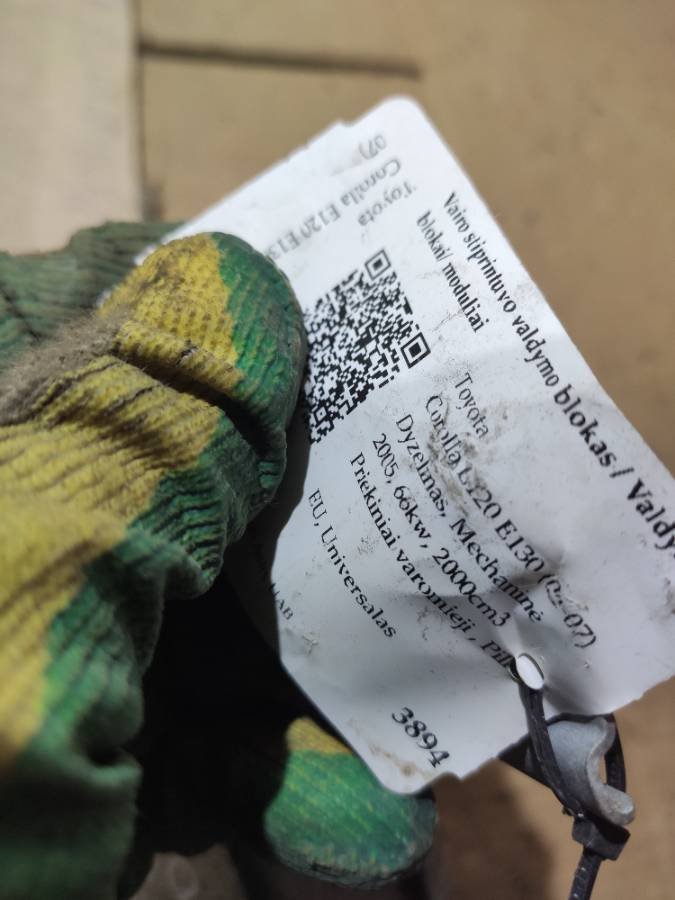 Vairo stiprintuvo valdymo blokas / Valdy
blokai/ moduliai
Toyota
Corolla E120 E130 (02-07)
Dyzelinas, Mechaninė
2005, 66kw, 2000cm3
Priekiniai varomieji, Pil
EU, Universalas
3894
Toyota
Corolla E120 E13
07)